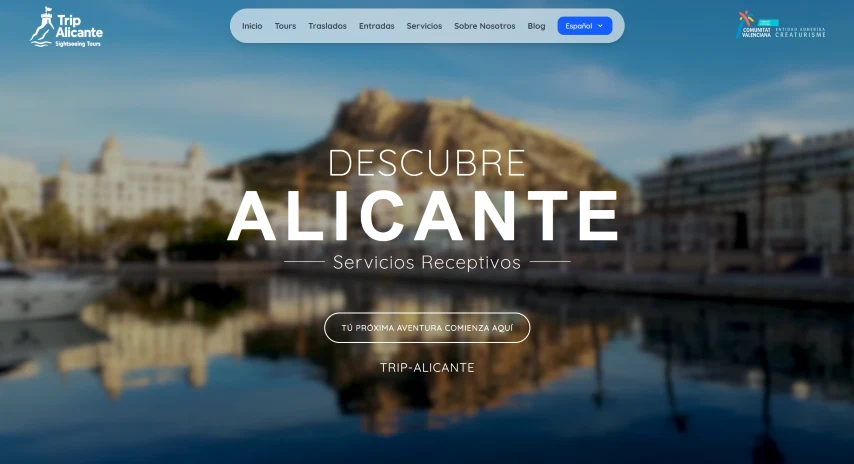 Trip
Alicante
Sightseeing Tours
Inicio Tours Traslados Entradas Servicios Sobre Nosotros Blog Español
COMUNITAT
VALENCIANA
ENTIDAD ADHERIDA
CREATURISME
DESCUBRE
ALICANTE
Servicios Receptivos
TÚ PRÓXIMA AVENTURA COMIENZA AQUÍ
TRIP-ALICANTE